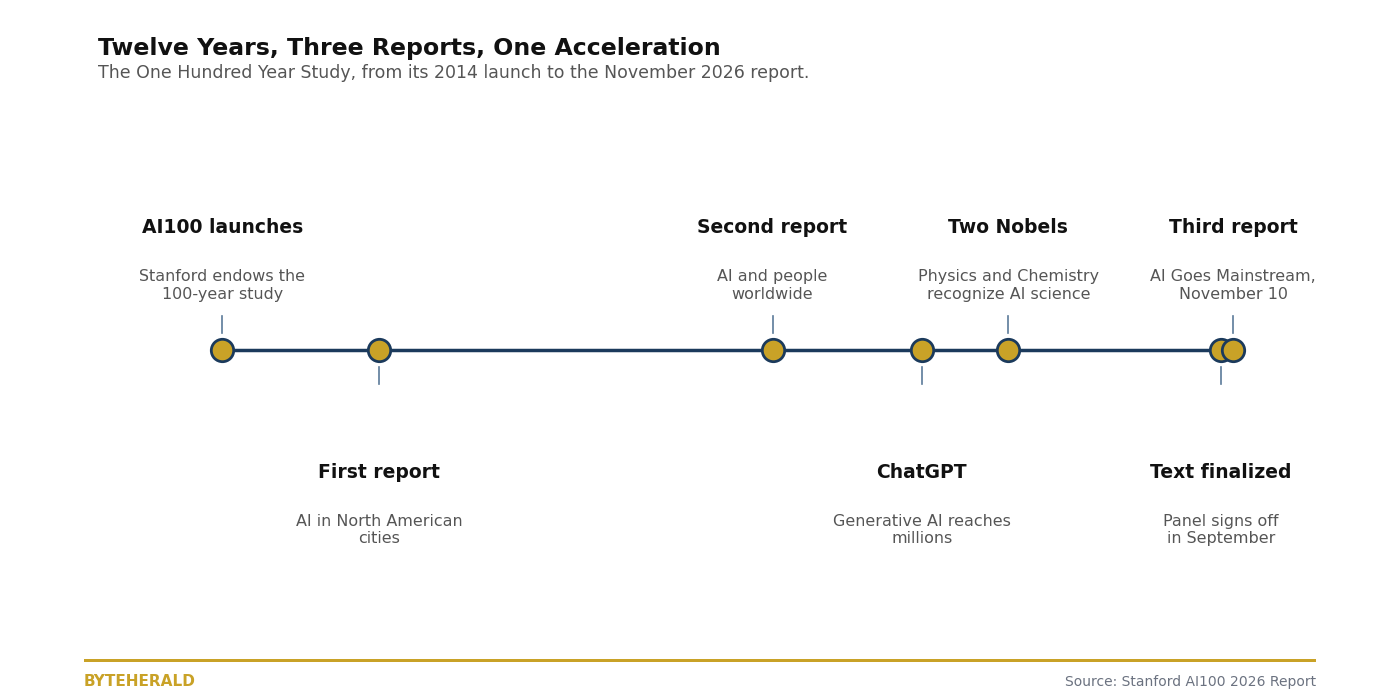 Twelve Years, Three Reports, One Acceleration
The One Hundred Year Study, from its 2014 launch to the November 2026 report.
AI100 launches
Stanford endows the
100-year study
Second report
AI and people
worldwide
Two Nobels
Physics and Chemistry
recognize AI science
Third report
AI Goes Mainstream,
November 10
First report
AI in North American
cities
ChatGPT
Generative AI reaches
millions
Text finalized
Panel signs off
in September
BYTEHERALD
Source: Stanford AI100 2026 Report